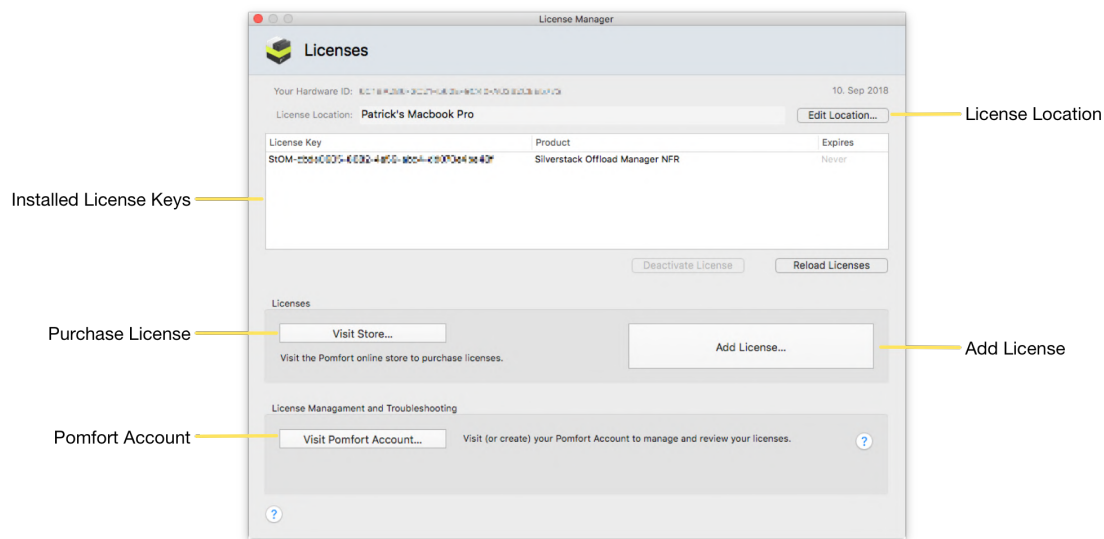 License Manager
Licenses
Your Hardware ID:
10. Sep 2018
License Location: Patrick's Macbook Pro
Edit Location...
License Location
License Key Product Expires
Silverstack Offload Manager NFR Never
Installed License Keys
Deactivate License Reload Licenses
Licenses
Purchase License
Visit Store...
Add License...
Add License
Visit the Pomfort online store to purchase licenses.
License Managament and Troubleshooting
Pomfort Account
Visit Pomfort Account...
Visit (or create) your Pomfort Account to manage and review your licenses.
?
?